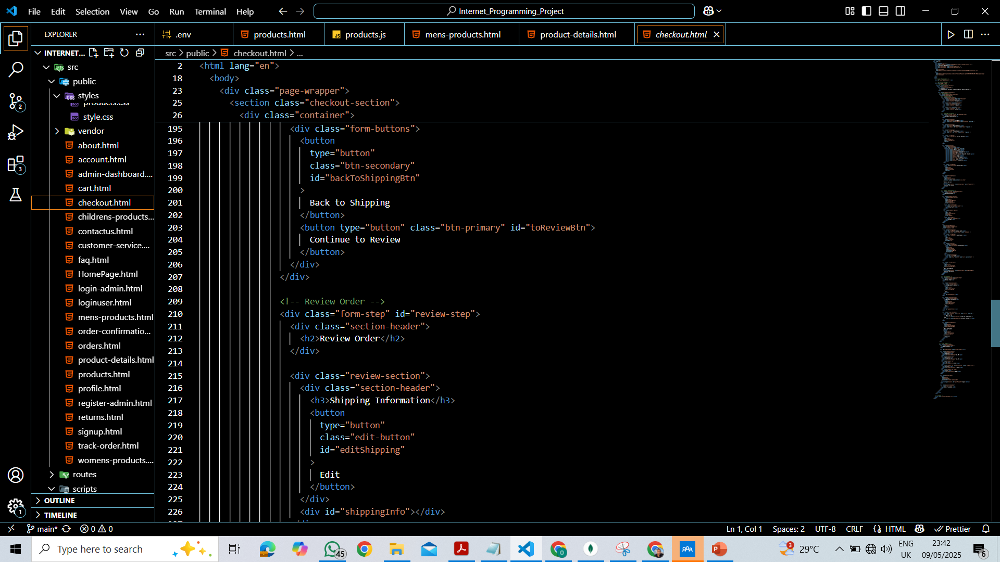 File Edit Selection View Go Run Terminal Help
Internet_Programming_Project
EXPLORER
.env
products.html
products.js
mens-products.html
product-details.html
checkout.html
INTERNET...
src > public > checkout.html > ...
src
public
styles
products.css
style.css
vendor
about.html
account.html
admin-dashboard....
cart.html
checkout.html
childrens-products...
contactus.html
customer-service....
faq.html
HomePage.html
login-admin.html
loginuser.html
mens-products.html
order-confirmatio...
orders.html
product-details.html
products.html
profile.html
register-admin.html
returns.html
signup.html
track-order.html
womens-products....
routes
scripts
OUTLINE
TIMELINE
2
3
1
2 <html lang="en">
18 <body>
23 <div class="page-wrapper">
25 <section class="checkout-section">
26 <div class="container">
195 <div class="form-buttons">
196 <button
197 type="button"
198 class="btn-secondary"
199 id="backToShippingBtn"
200 >
201 Back to Shipping
202 </button>
203 <button type="button" class="btn-primary" id="toReviewBtn">
204 Continue to Review
205 </button>
206 </div>
207 </div>
208
209 <!-- Review Order -->
210 <div class="form-step" id="review-step">
211 <div class="section-header">
212 <h2>Review Order</h2>
213 </div>
214
215 <div class="review-section">
216 <div class="section-header">
217 <h3>Shipping Information</h3>
218 <button
219 type="button"
220 class="edit-button"
221 id="editShipping"
222 >
223 Edit
224 </button>
225 </div>
226 <div id="shippingInfo"></div>
main* 0 0
Ln 1, Col 1 Spaces: 2 UTF-8 CRLF HTML Prettier
Type here to search
45
3 29°C
ENG
UK
23:42
09/05/2025
6